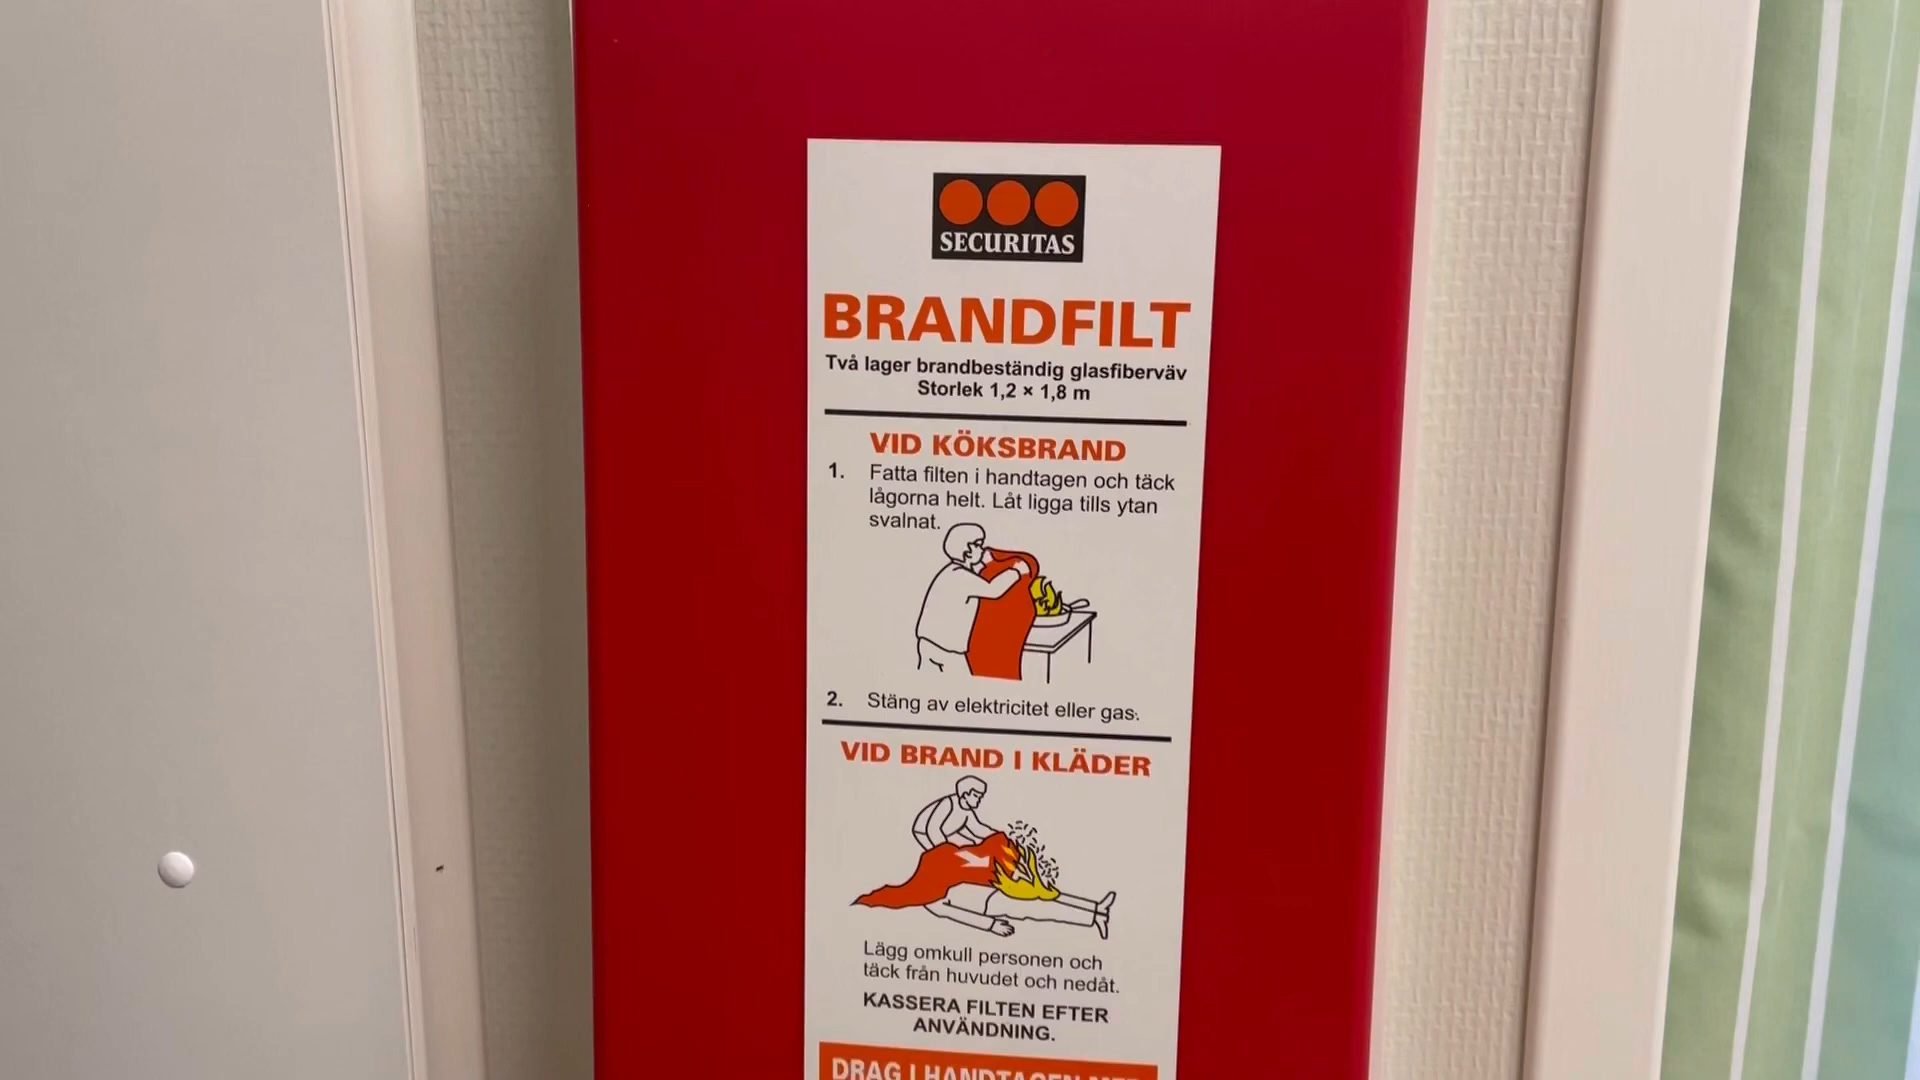 SECURITAS
BRANDFILT
Två lager brandbeständig glasfiberväv
Storlek 1,2 × 1,8 m
VID KÖKSBRAND
1. Fatta filten i handtagen och täck
lågorna helt. Låt ligga tills ytan
svalnat.
2. Stäng av elektricitet eller gas.
VID BRAND I KLÄDER
Lägg omkull personen och
täck från huvudet och nedåt.
KASSERA FILTEN EFTER
ANVÄNDNING.
DRAG I HANDTAGEN MED